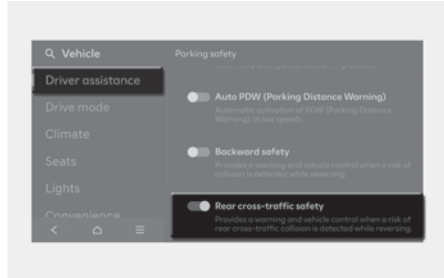 Vehicle
Parking safety
Driver assistance
Drive mode
Auto PDW (Parking Distance Warning)
Automatic activation of PDW (Parking Distance
Warning) at low speeds
Climate
Seats
Backward safety
Provides a warning and vehicle control when a risk of
collision is detected while reversing.
Lights
Convenience
Rear cross-traffic safety
Provides a warning and vehicle control when a risk of
rear cross-traffic collision is detected while reversing.